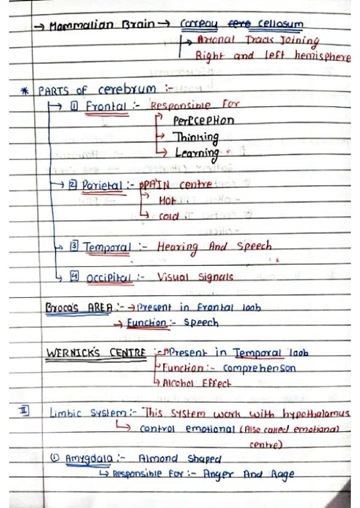 → Mammalian Brain → Corpoy cellosum
→ Axonal Track Joining
Right and left hemisphere
* PARTS of cerebrum :-
→ ① Frontal :- Responsible For
→ Perception
→ Thinking
→ Learning
→ ② Parietal :- PAIN centre
→ Hot
→ Cold
→ ③ Temporal :- Hearing And Speech
→ ④ Occipital :- Visual Signals
Broca's AREA :- → Present in Frontal loob
→ Function :- Speech
WERNICK'S CENTRE :- → Present in Temporal loob
→ Function :- Comprehenson
→ Alcohol Effect
II Limbic System :- This System work with hypothalamus
→ control emotional (Also called emotional
centre)
① Amygdala :- Almond Shaped
→ Responsible For :- Anger And Rage